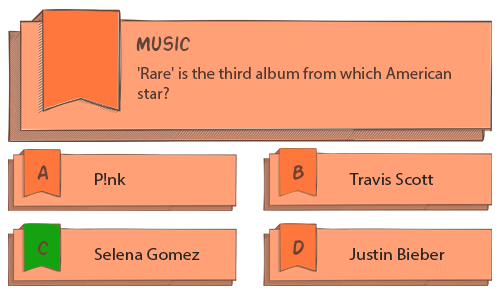 MUSIC
'Rare' is the third album from which American
star?
A P!nk
B Travis Scott
C Selena Gomez
D Justin Bieber